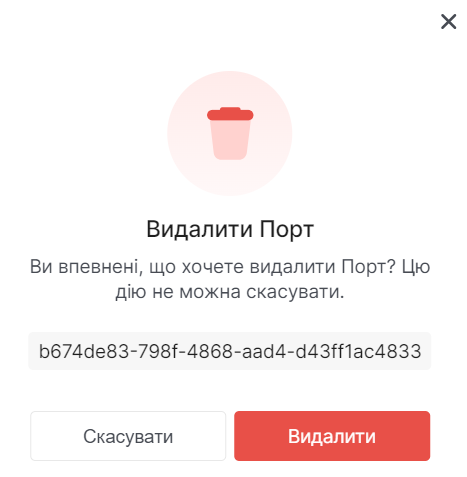 Видалити Порт
Ви впевнені, що хочете видалити Порт? Цю
дію не можна скасувати.
b674de83-798f-4868-aad4-d43ff1ac4833
Скасувати
Видалити